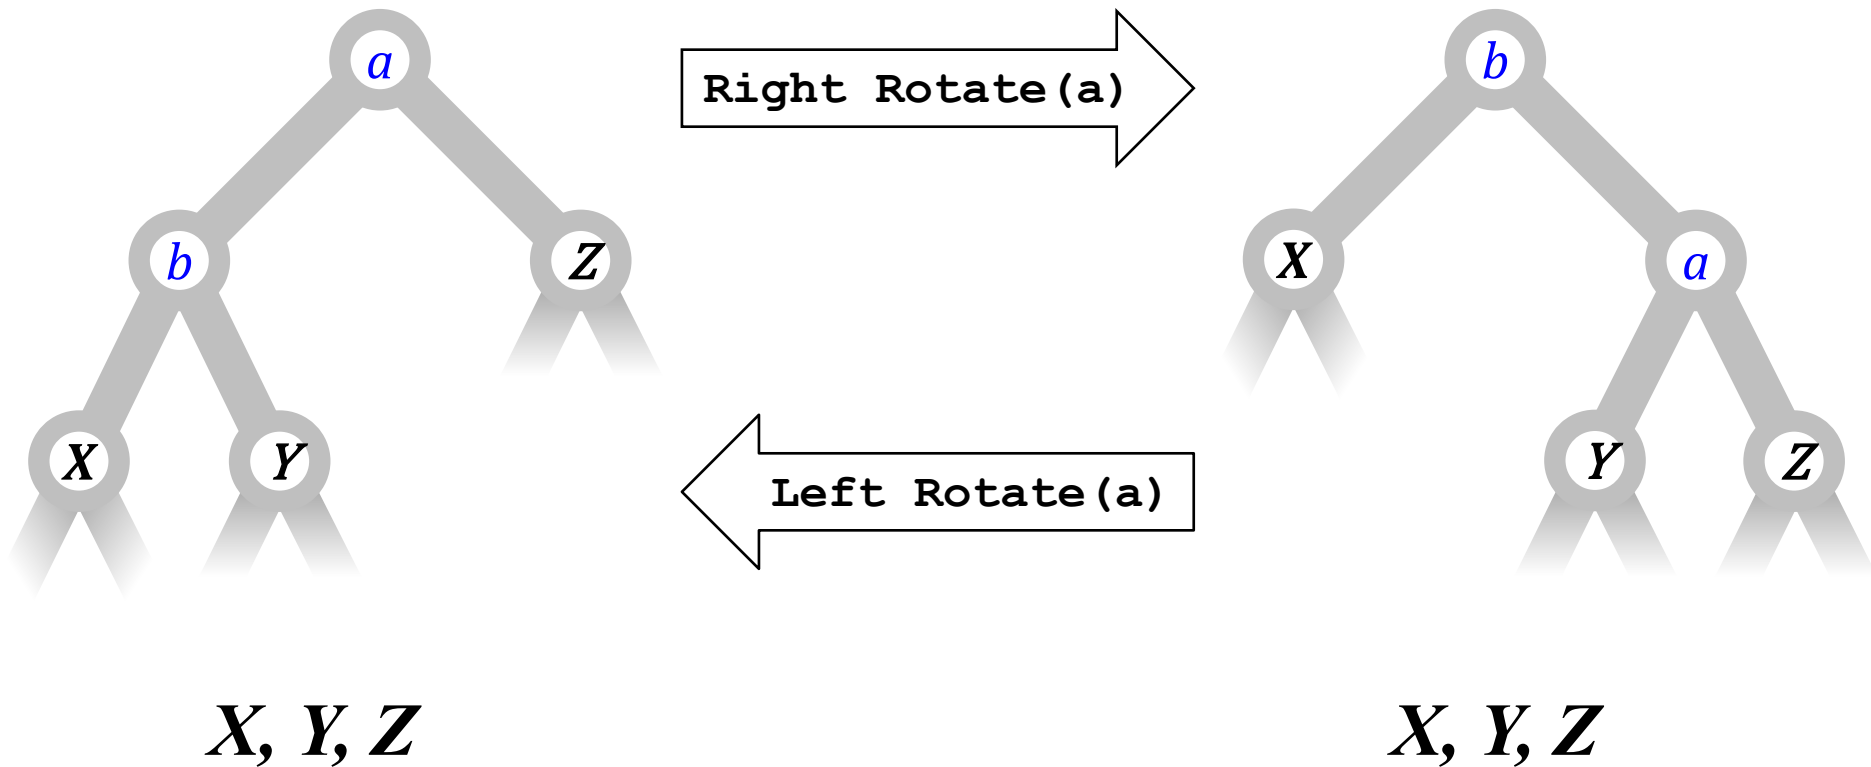 a
Right Rotate(a)
b
b
Z
X
a
X
Y
Left Rotate(a)
Y
Z
X, Y, Z
X, Y, Z